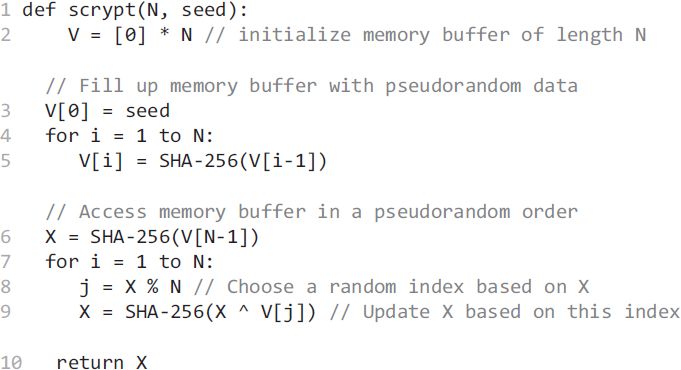 1 def scrypt(N, seed):
2 V = [0] * N // initialize memory buffer of length N
// Fill up memory buffer with pseudorandom data
3 V[0] = seed
4 for i = 1 to N:
5 V[i] = SHA-256(V[i-1])
// Access memory buffer in a pseudorandom order
6 X = SHA-256(V[N-1])
7 for i = 1 to N:
8 j = X % N // Choose a random index based on X
9 X = SHA-256(X ^ V[j]) // Update X based on this index
10 return X